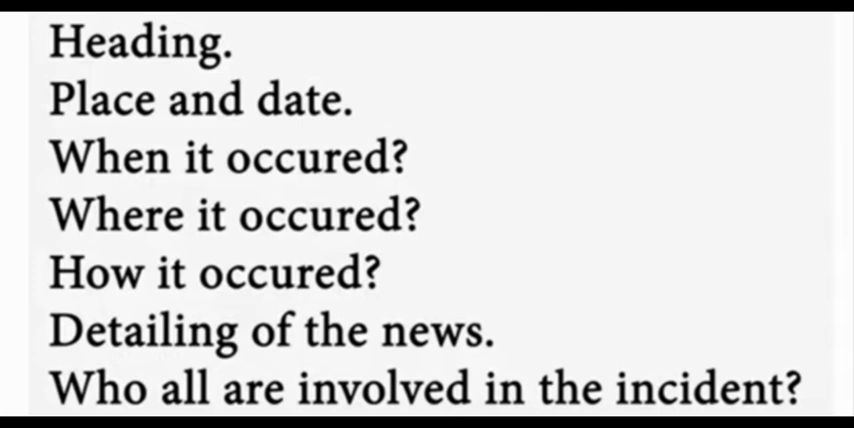 Heading.
Place and date.
When it occured?
Where it occured?
How it occured?
Detailing of the news.
Who all are involved in the incident?